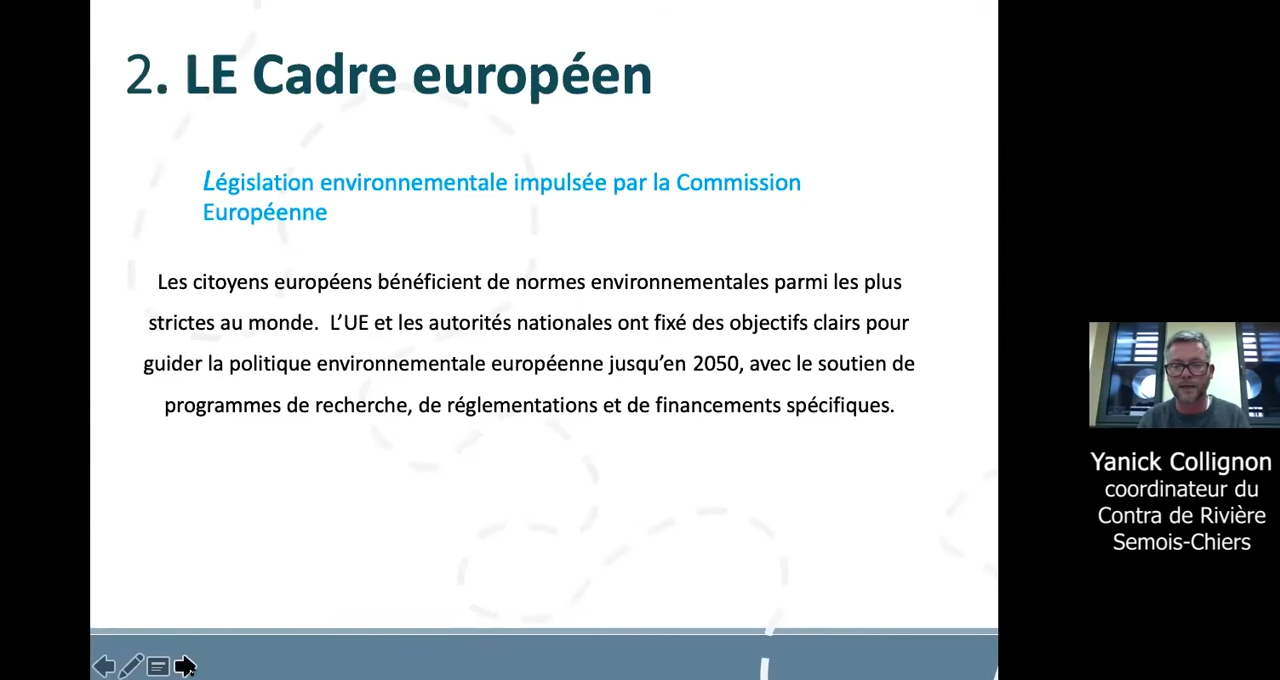 2. LE Cadre européen
Législation environnementale impulsée par la Commission
Européenne
Les citoyens européens bénéficient de normes environnementales parmi les plus
strictes au monde. L’UE et les autorités nationales ont fixé des objectifs clairs pour
guider la politique environnementale européenne jusqu’en 2050, avec le soutien de
programmes de recherche, de réglementations et de financements spécifiques.
Yanick Collignon
coordinateur du
Contra de Rivière
Semois-Chiers